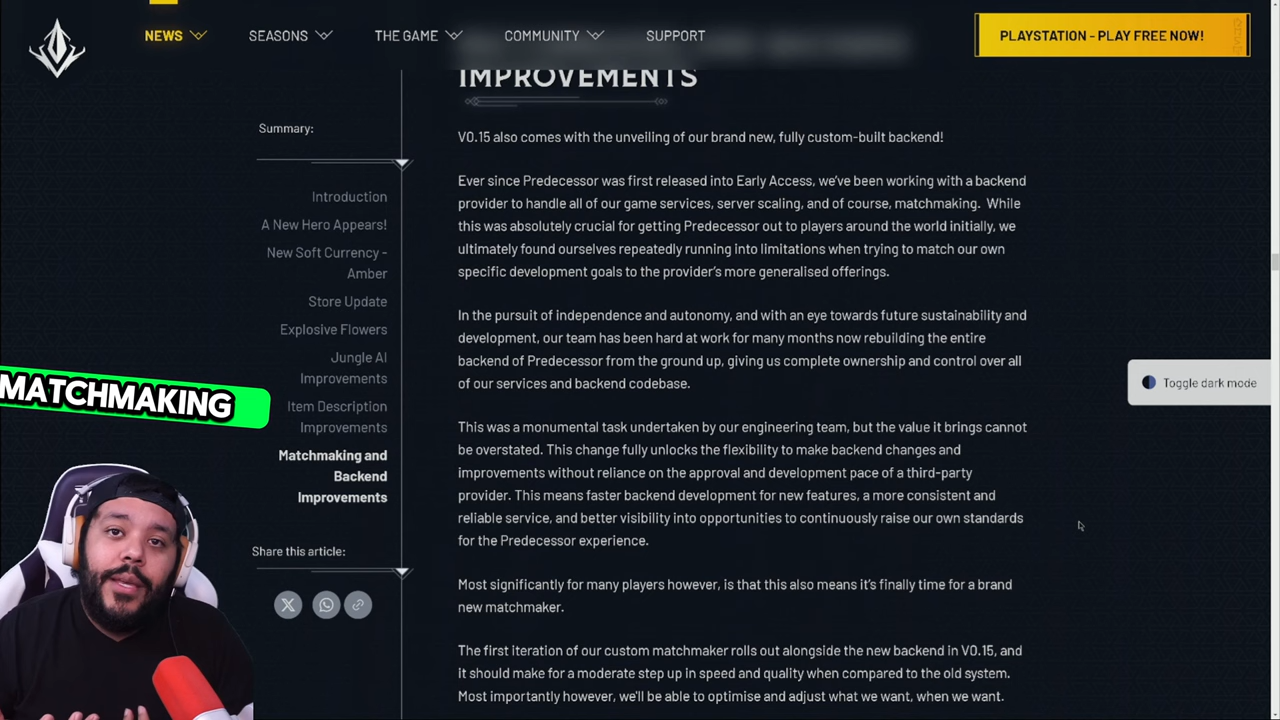 NEWS
SEASONS
THE GAME
COMMUNITY
SUPPORT
PLAYSTATION - PLAY FREE NOW!
IMPROVEMENTS
Summary:
Introduction
A New Hero Appears!
New Soft Currency -
Amber
Store Update
Explosive Flowers
Jungle AI
Improvements
Item Description
Improvements
Matchmaking and
Backend
Improvements
Share this article:
MATCHMAKING
V0.15 also comes with the unveiling of our brand new, fully custom-built backend!
Ever since Predecessor was first released into Early Access, we've been working with a backend
provider to handle all of our game services, server scaling, and of course, matchmaking. While
this was absolutely crucial for getting Predecessor out to players around the world initially, we
ultimately found ourselves repeatedly running into limitations when trying to match our own
specific development goals to the provider's more generalised offerings.
In the pursuit of independence and autonomy, and with an eye towards future sustainability and
development, our team has been hard at work for many months now rebuilding the entire
backend of Predecessor from the ground up, giving us complete ownership and control over all
of our services and backend codebase.
This was a monumental task undertaken by our engineering team, but the value it brings cannot
be overstated. This change fully unlocks the flexibility to make backend changes and
improvements without reliance on the approval and development pace of a third-party
provider. This means faster backend development for new features, a more consistent and
reliable service, and better visibility into opportunities to continuously raise our own standards
for the Predecessor experience.
Most significantly for many players however, is that this also means it's finally time for a brand
new matchmaker.
The first iteration of our custom matchmaker rolls out alongside the new backend in V0.15, and
it should make for a moderate step up in speed and quality when compared to the old system.
Most importantly however, we'll be able to optimise and adjust what we want, when we want.
Toggle dark mode